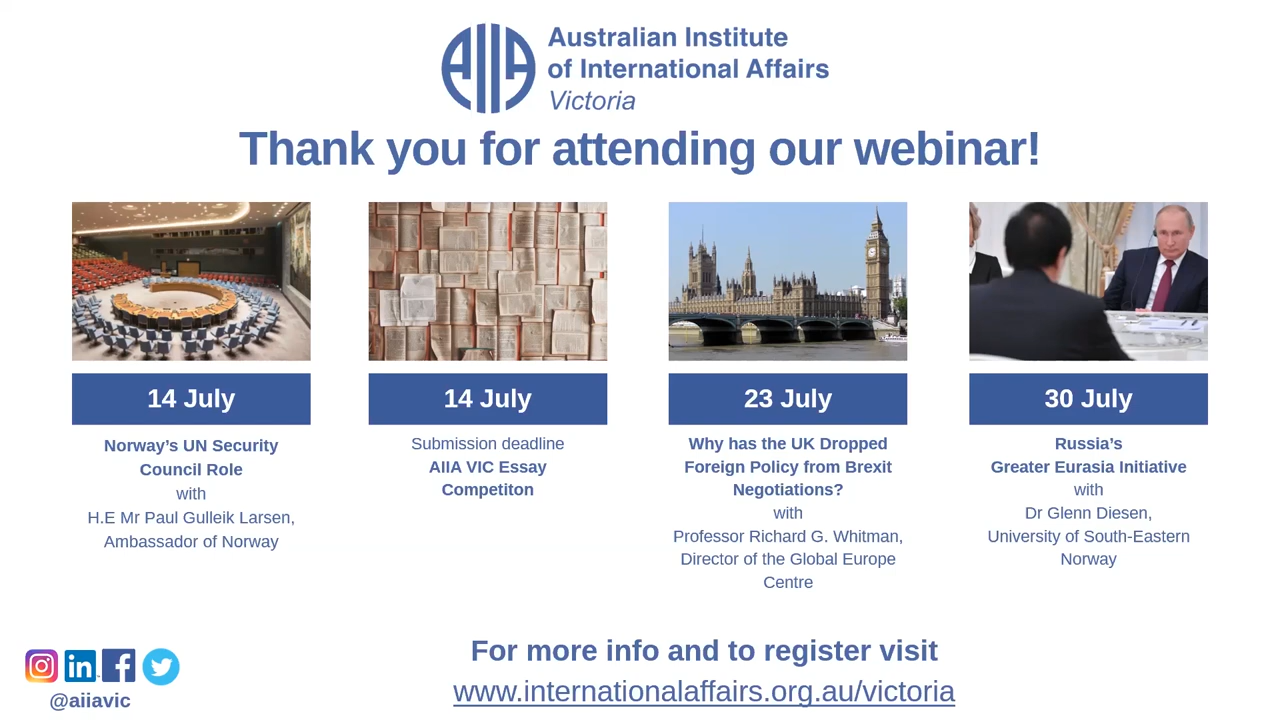 Australian Institute
of International Affairs
Victoria
Thank you for attending our webinar!
14 July
Norway’s UN Security
Council Role
with
H.E Mr Paul Gulleik Larsen,
Ambassador of Norway
14 July
Submission deadline
AIIA VIC Essay
Competiton
23 July
Why has the UK Dropped
Foreign Policy from Brexit
Negotiations?
with
Professor Richard G. Whitman,
Director of the Global Europe
Centre
30 July
Russia’s
Greater Eurasia Initiative
with
Dr Glenn Diesen,
University of South-Eastern
Norway
@aiiavic
For more info and to register visit
www.internationalaffairs.org.au/victoria